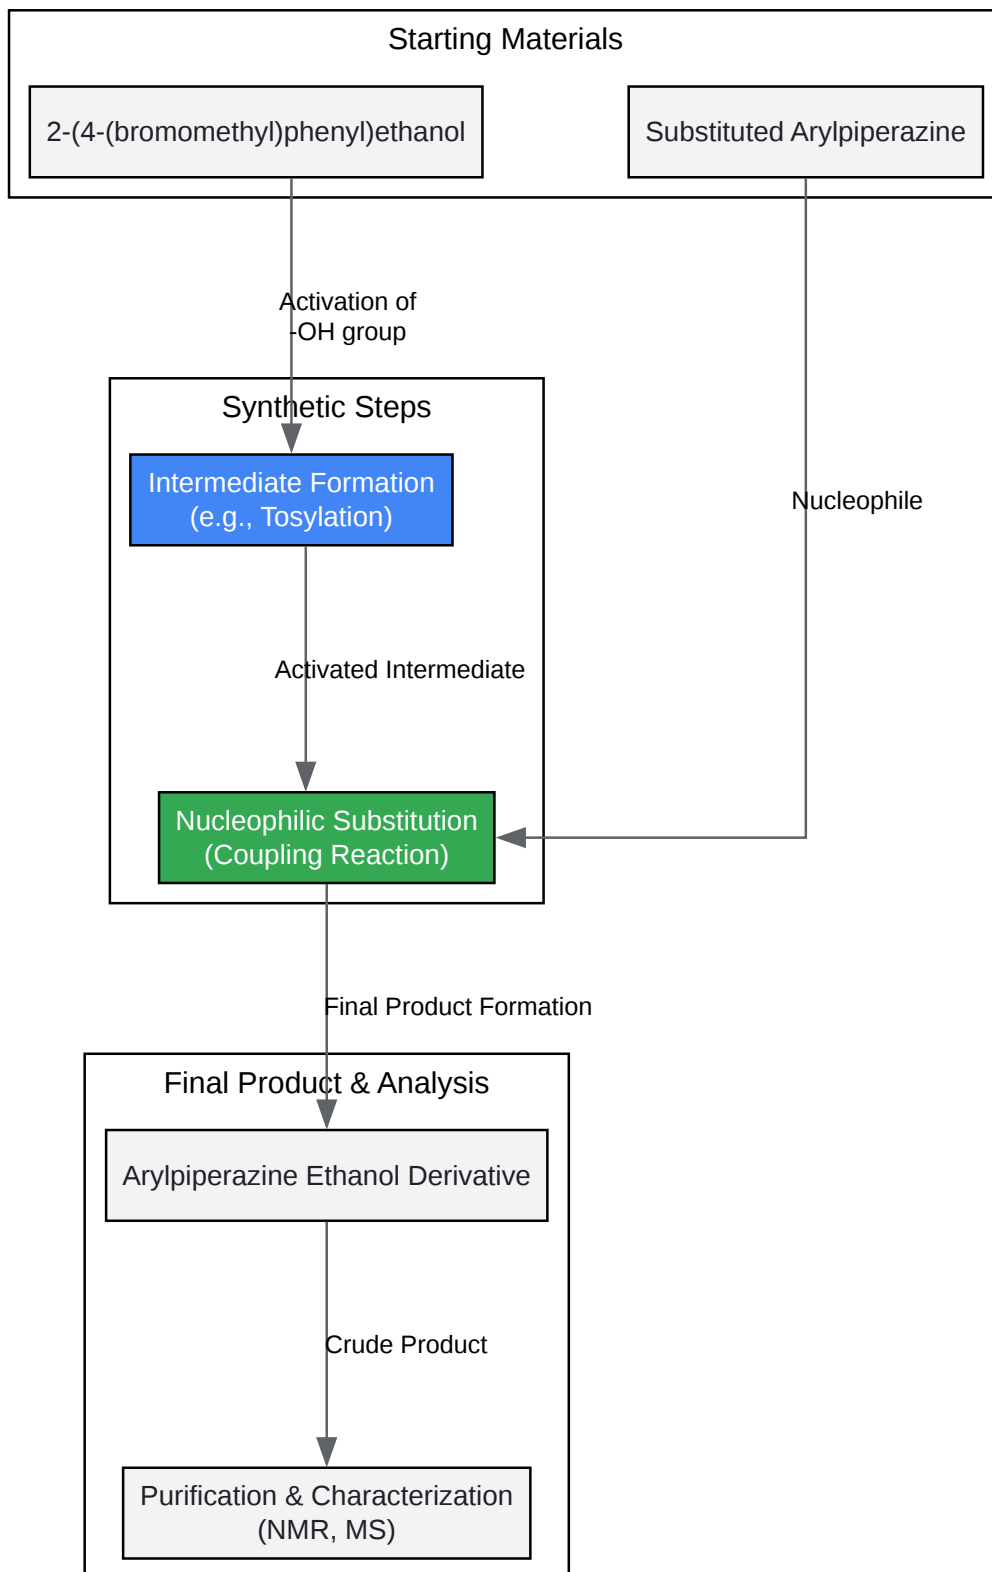 Starting Materials
2-(4-(bromomethyl)phenyl)ethanol
Substituted Arylpiperazine
Activation of
-OH group
Synthetic Steps
Intermediate Formation
(e.g., Tosylation)
Nucleophile
Activated Intermediate
Nucleophilic Substitution
(Coupling Reaction)
Final Product Formation
Final Product & Analysis
Arylpiperazine Ethanol Derivative
Crude Product
Purification & Characterization
(NMR, MS)